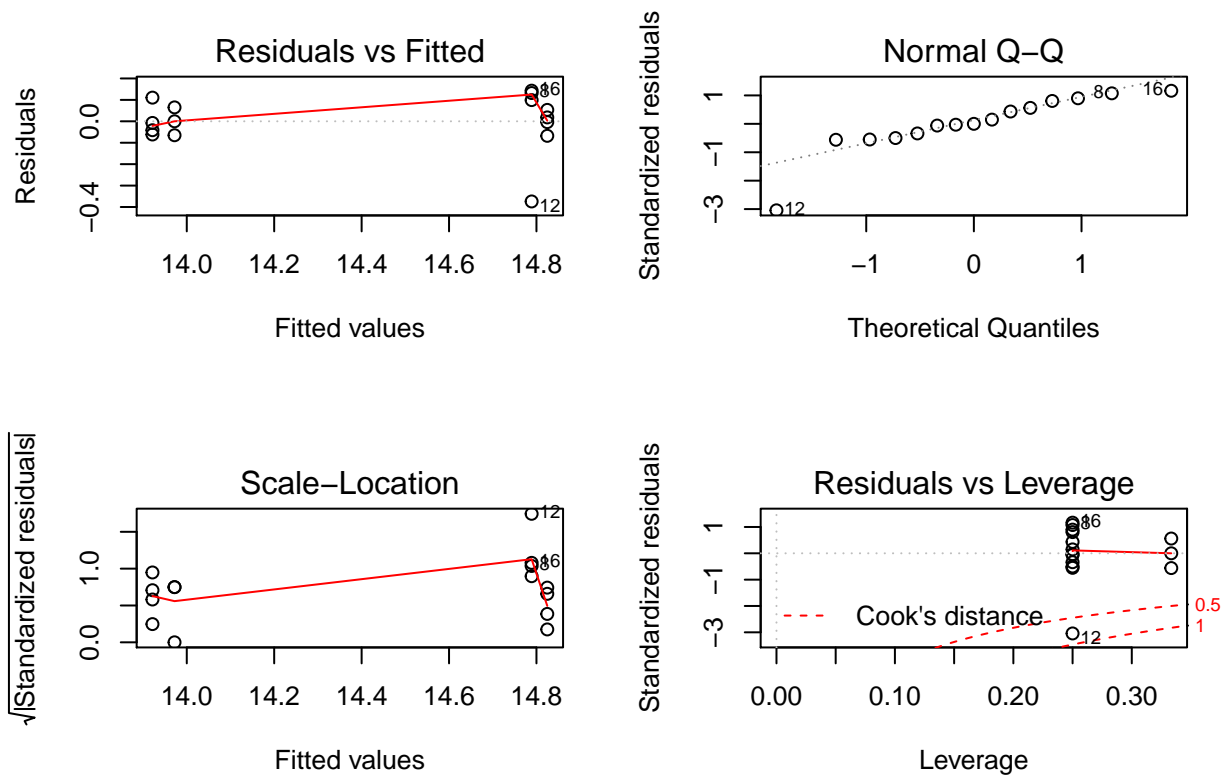 Residuals vs Fitted
Residuals
0.0
−0.4
16
8
12
14.0 14.2 14.4 14.6 14.8
Fitted values
Normal Q−Q
Standardized residuals
1
−1
−3
12
8
16
−1 0 1
Theoretical Quantiles
Scale−Location
√|Standardized residuals|
1.0
0.0
12
16
8
14.0 14.2 14.4 14.6 14.8
Fitted values
Residuals vs Leverage
Standardized residuals
1
−1
−3
16
8
Cook's distance
0.5
1
12
0.00 0.10 0.20 0.30
Leverage